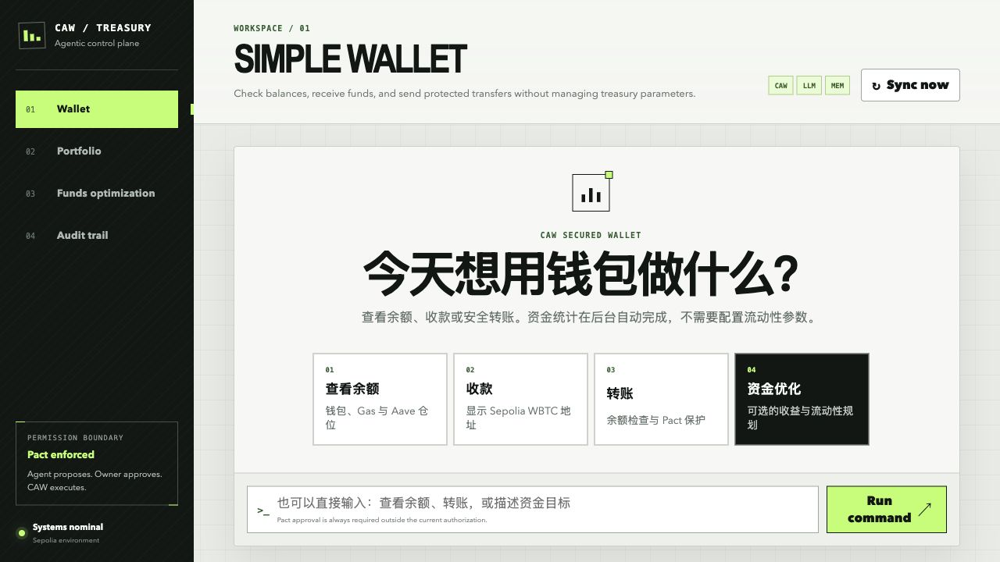 CAW / TREASURY
Agentic control plane
01 Wallet
02 Portfolio
03 Funds optimization
04 Audit trail
PERMISSION BOUNDARY
Pact enforced
Agent proposes. Owner approves.
CAW executes.
Systems nominal
Sepolia environment
WORKSPACE / 01
SIMPLE WALLET
Check balances, receive funds, and send protected transfers without managing treasury parameters.
CAW LLM MEM
↻ Sync now
CAW SECURED WALLET
今天想用钱包做什么?
查看余额、收款或安全转账。资金统计在后台自动完成，不需要配置流动性参数。
01
查看余额
钱包、Gas 与 Aave 仓
位
02
收款
显示 Sepolia WBTC 地
址
03
转账
余额检查与 Pact 保护
04
资金优化
可选的收益与流动性规
划
>_ 也可以直接输入：查看余额、转账，或描述资金目标
Pact approval is always required outside the current authorization.
Run
command ↗